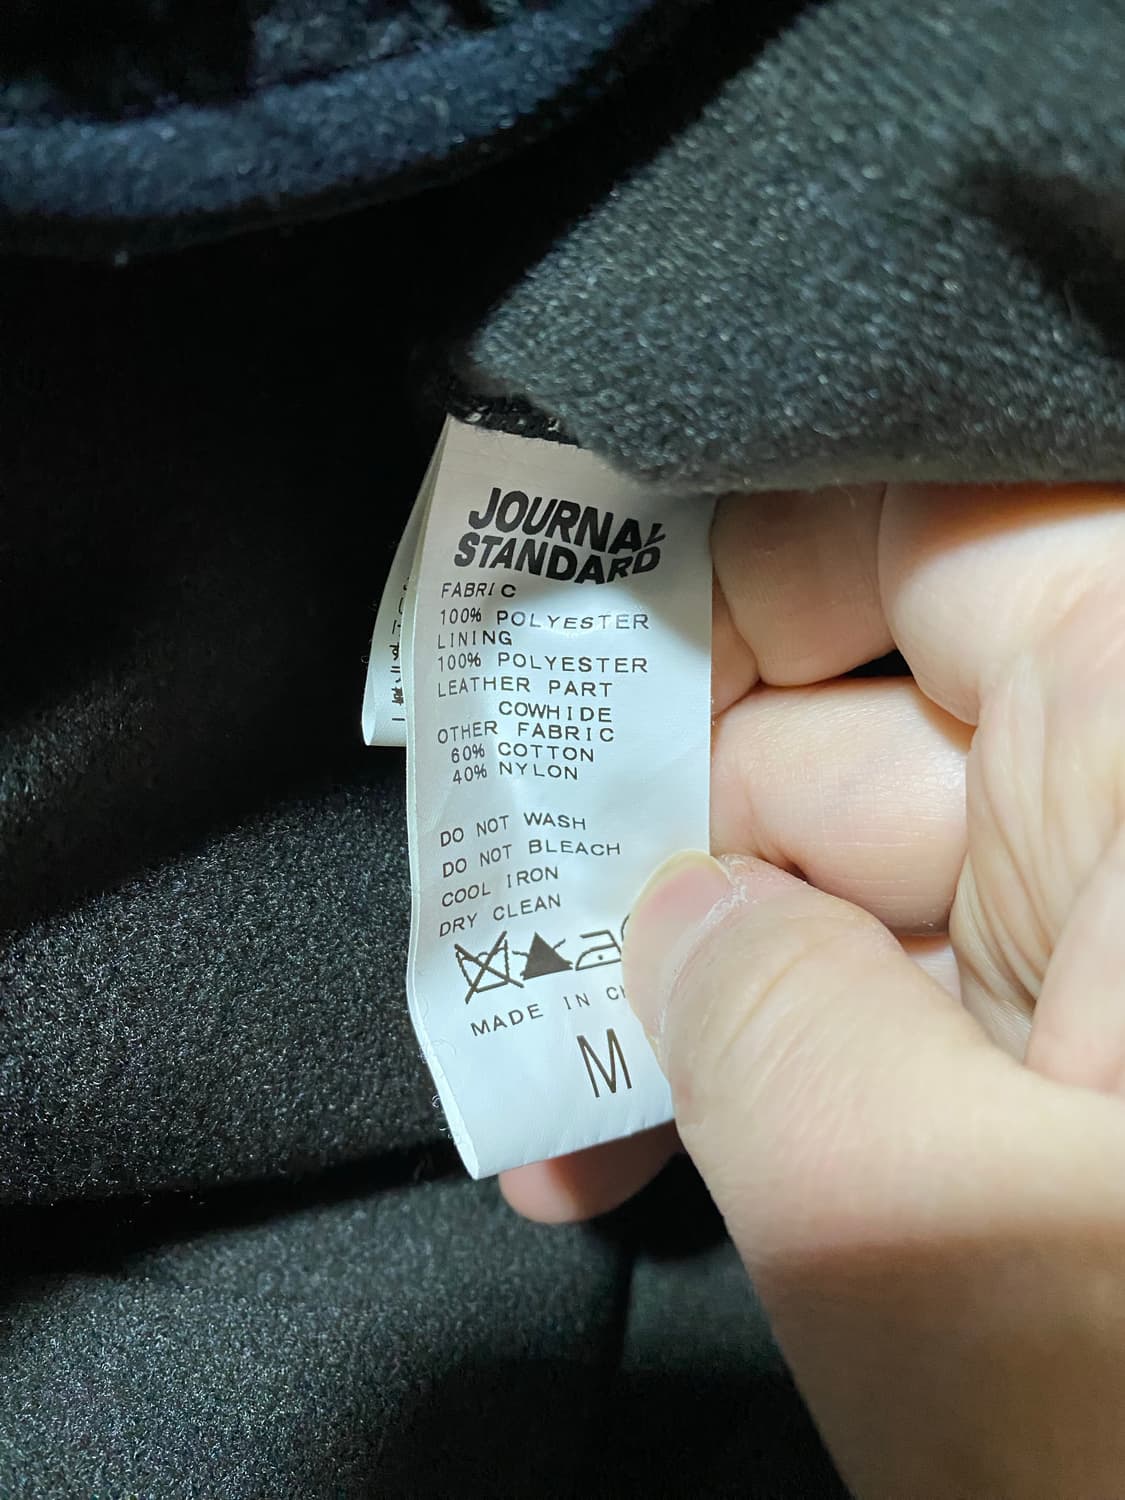 JOURNAL
STANDARD
FABRIC
100% POLYESTER
LINING
100% POLYESTER
LEATHER PART
COWHIDE
OTHER FABRIC
60% COTTON
40% NYLON
DO NOT WASH
DO NOT BLEACH
COOL IRON
DRY CLEAN
MADE IN
M